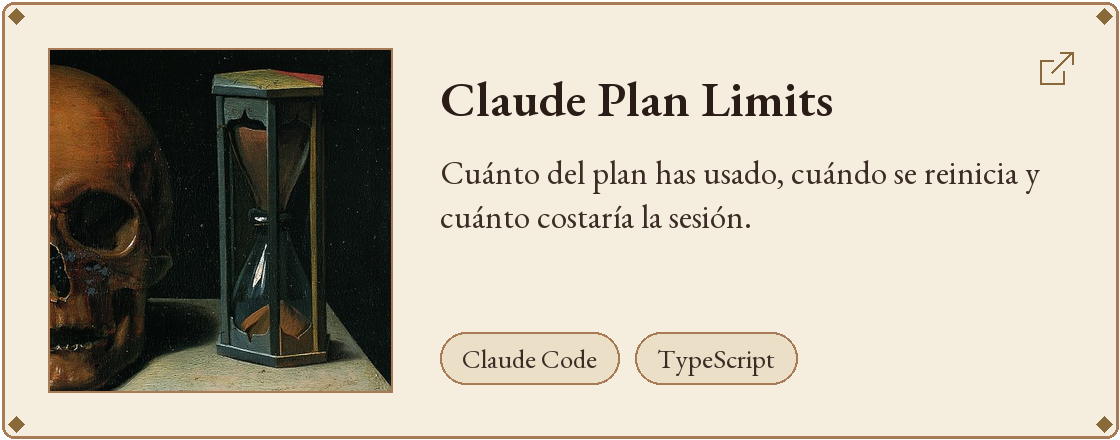 Claude Plan Limits
Cuánto del plan has usado, cuándo se reinicia y
cuánto costaría la sesión.
Claude Code
TypeScript